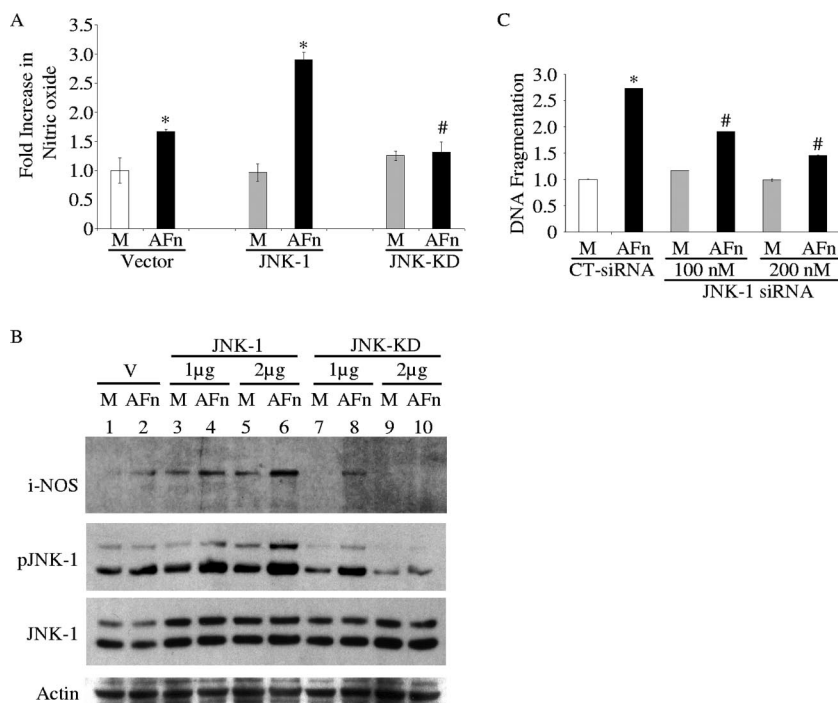 A
Fold Increase in
Nitric oxide
3.5
3.0
2.5
2.0
1.5
1.0
0.5
0
*
*
#
M AFn M AFn M AFn
Vector JNK-1 JNK-KD
C
DNA Fragmentation
3.0
2.5
2.0
1.5
1.0
0.5
*
#
#
M AFn M AFn M AFn
CT-siRNA 100 nM 200 nM
JNK-1 siRNA
B
JNK-1 JNK-KD
V 1µg 2µg 1µg 2µg
M AFn M AFn M AFn M AFn M AFn
1 2 3 4 5 6 7 8 9 10
i-NOS
pJNK-1
JNK-1
Actin